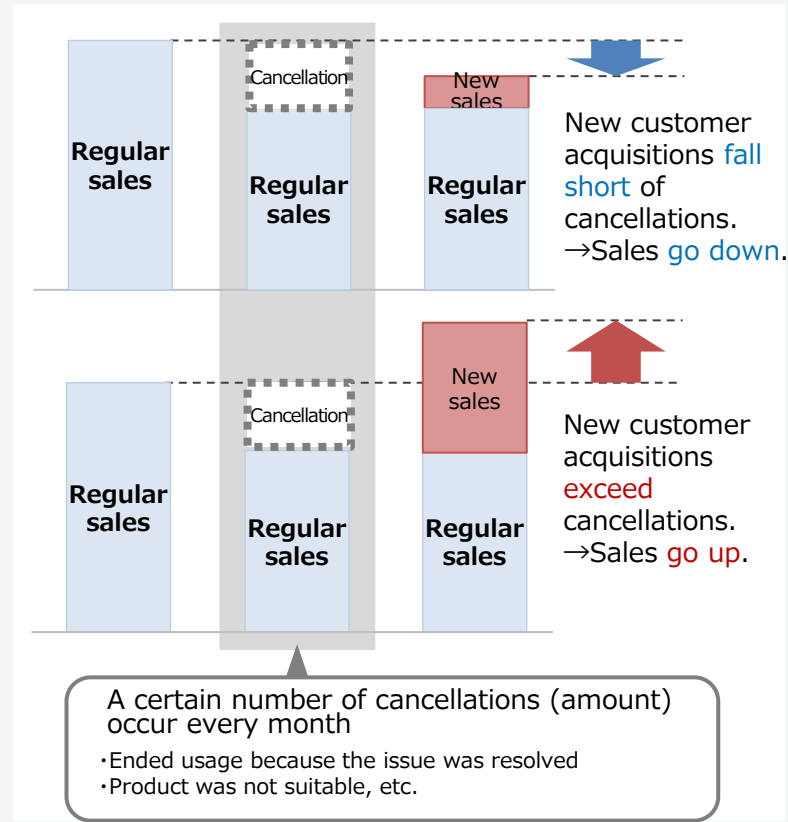 Regular
sales
Cancellation
Regular
sales
New
sales
Regular
sales
New customer
acquisitions fall
short of
cancellations.
→Sales go down.
Regular
sales
Cancellation
Regular
sales
New
sales
Regular
sales
New customer
acquisitions
exceed
cancellations.
→Sales go up.
A certain number of cancellations (amount)
occur every month
・Ended usage because the issue was resolved
・Product was not suitable, etc.